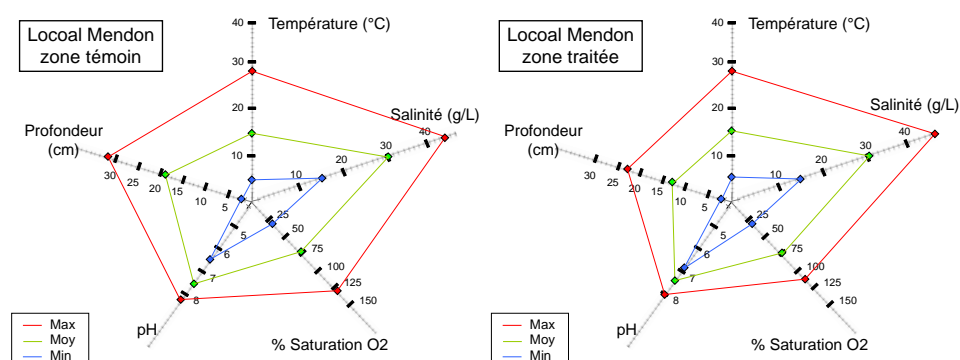 Locoal Mendon
zone témoin
Température (°C)
40
30
20
10
Salinité (g/L)
10
20
30
40
Profondeur
(cm)
30
25
20
15
10
5
25
50
75
100
125
150
% Saturation O2
5
6
7
8
pH
Max
Moy
Min
Locoal Mendon
zone traitée
Température (°C)
40
30
20
10
Salinité (g/L)
10
20
30
40
Profondeur
(cm)
30
25
20
15
10
5
25
50
75
100
125
150
% Saturation O2
5
6
7
8
pH
Max
Moy
Min